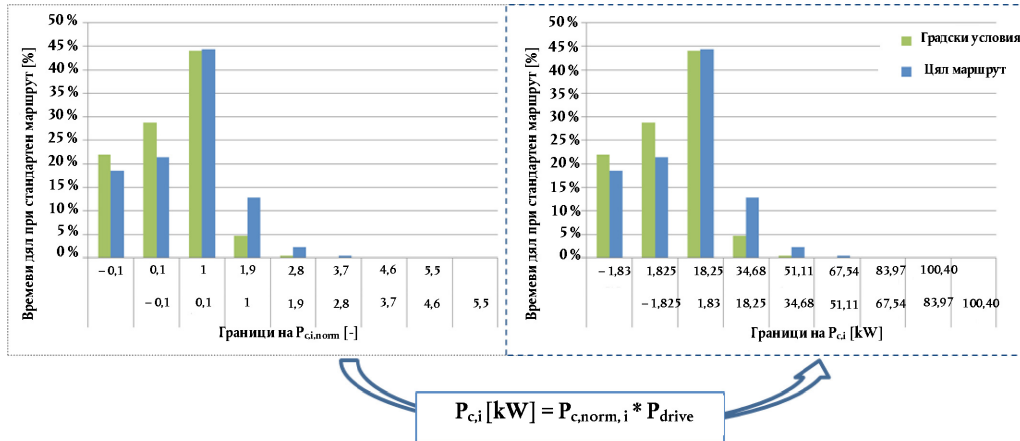 Времеви дял при стандартен маршрут [%]
50 %
45 %
40 %
35 %
30 %
25 %
20 %
15 %
10 %
5 %
0 %
– 0,1 0,1 1 1,9 2,8 3,7 4,6 5,5
– 0,1 0,1 1 1,9 2,8 3,7 4,6 5,5
Граници на Pc,i,norm [-]
Времеви дял при стандартен маршрут [%]
50 %
45 %
40 %
35 %
30 %
25 %
20 %
15 %
10 %
5 %
0 %
Градски условия
Цял маршрут
– 1,83 1,825 18,25 34,68 51,11 67,54 83,97 100,40
– 1,825 1,83 18,25 34,68 51,11 67,54 83,97 100,40
Граници на Pc,i [kW]
Pc,i [kW] = Pc,norm, i * Pdrive